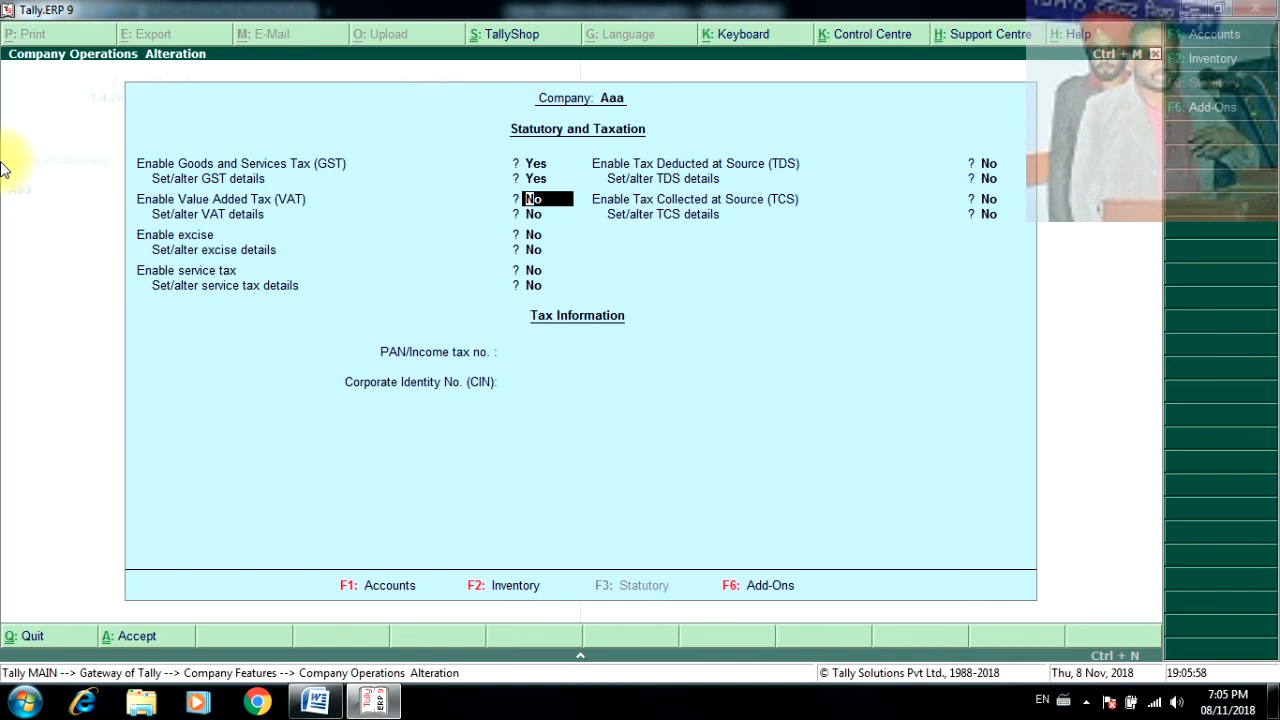 Tally.ERP 9
P: Print E: Export M: E-Mail O: Upload S: TallyShop G: Language K: Keyboard K: Control Centre H: Support Centre H: Help F1: Accounts
Company Operations Alteration Ctrl + M
F2: Inventory
F3: Statutory
F6: Add-Ons
Company: Aaa
Statutory and Taxation
Enable Goods and Services Tax (GST) ? Yes Enable Tax Deducted at Source (TDS) ? No
Set/alter GST details ? Yes Set/alter TDS details ? No
Enable Value Added Tax (VAT) ? No Enable Tax Collected at Source (TCS) ? No
Set/alter VAT details ? No Set/alter TCS details ? No
Enable excise ? No
Set/alter excise details ? No
Enable service tax ? No
Set/alter service tax details ? No
Tax Information
PAN/Income tax no. :
Corporate Identity No. (CIN):
of Company
Aaa
F1: Accounts F2: Inventory F3: Statutory F6: Add-Ons
Q: Quit A: Accept
Ctrl + N
Tally MAIN --> Gateway of Tally --> Company Features --> Company Operations Alteration © Tally Solutions Pvt Ltd., 1988-2018 Thu, 8 Nov, 2018 19:05:58
EN 7:05 PM
08/11/2018